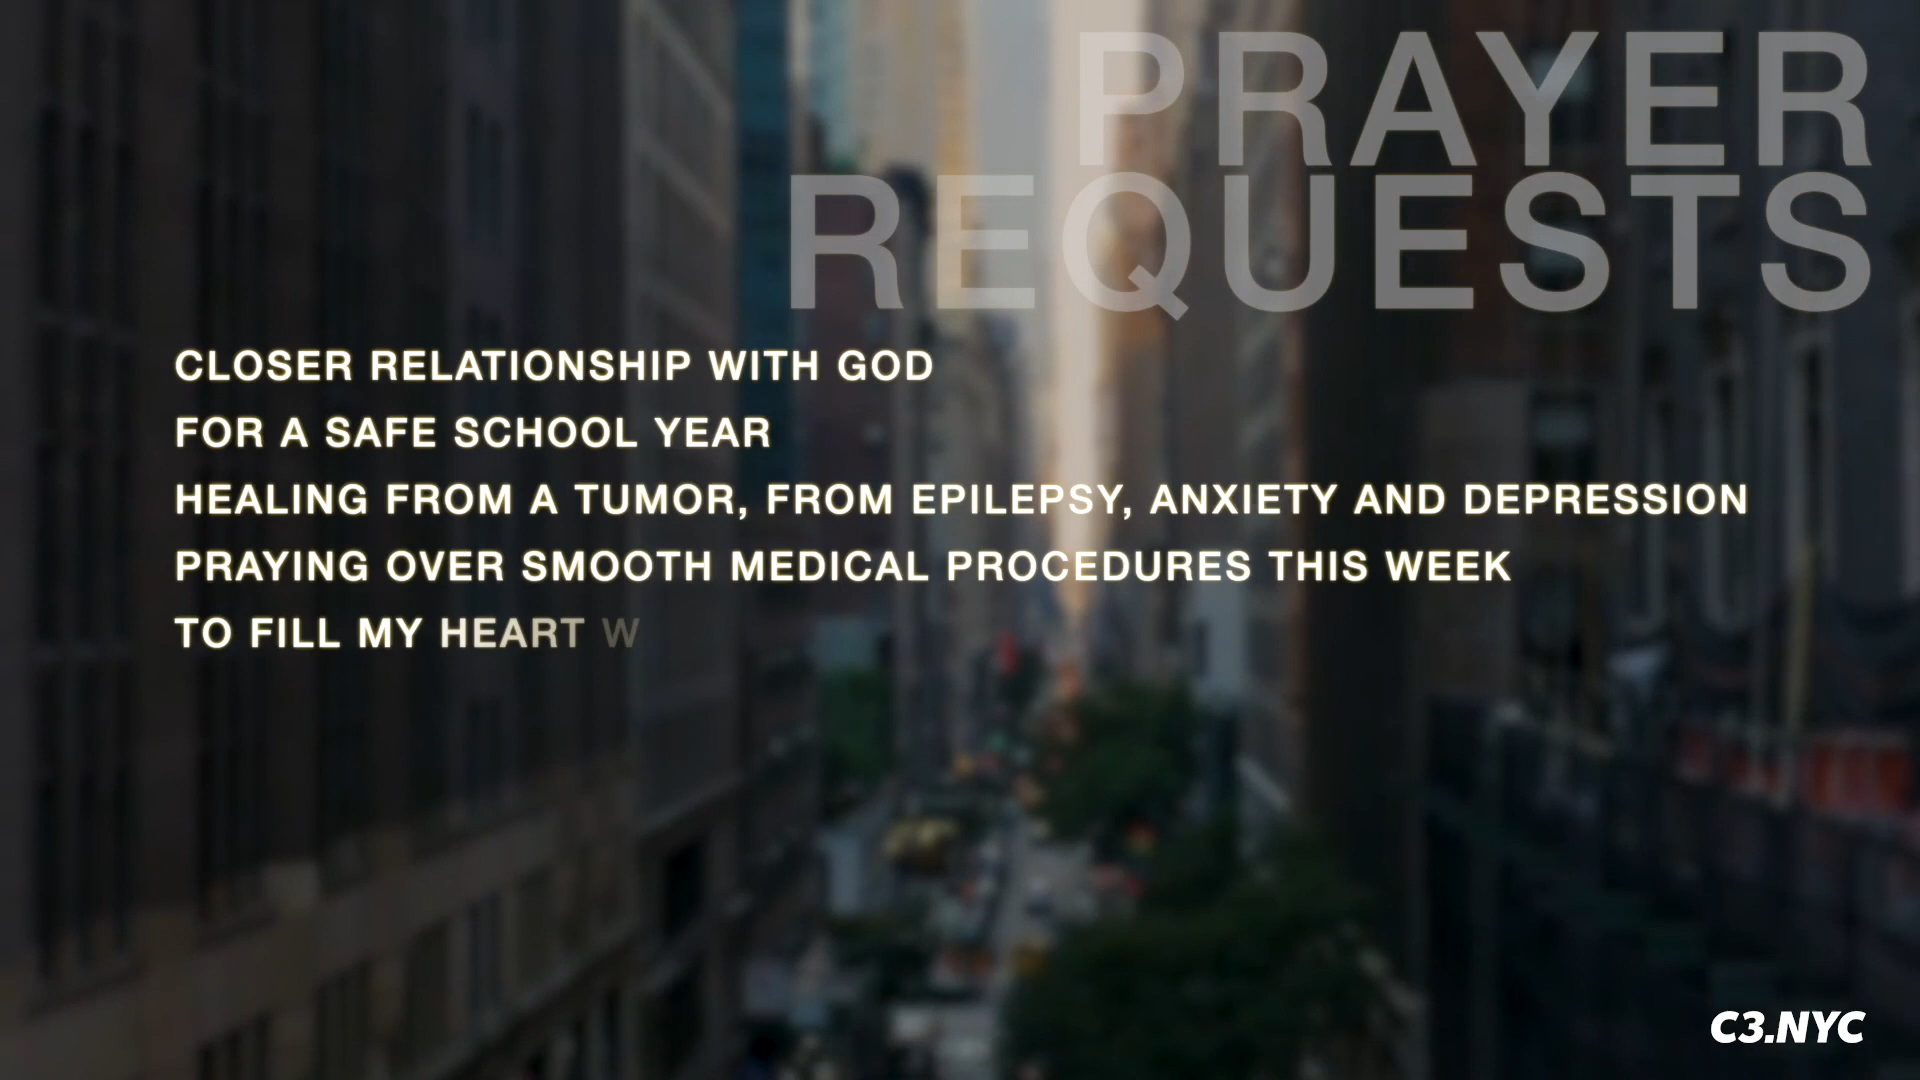 PRAYER
REQUESTS
CLOSER RELATIONSHIP WITH GOD
FOR A SAFE SCHOOL YEAR
HEALING FROM A TUMOR, FROM EPILEPSY, ANXIETY AND DEPRESSION
PRAYING OVER SMOOTH MEDICAL PROCEDURES THIS WEEK
TO FILL MY HEART W
C3.NYC